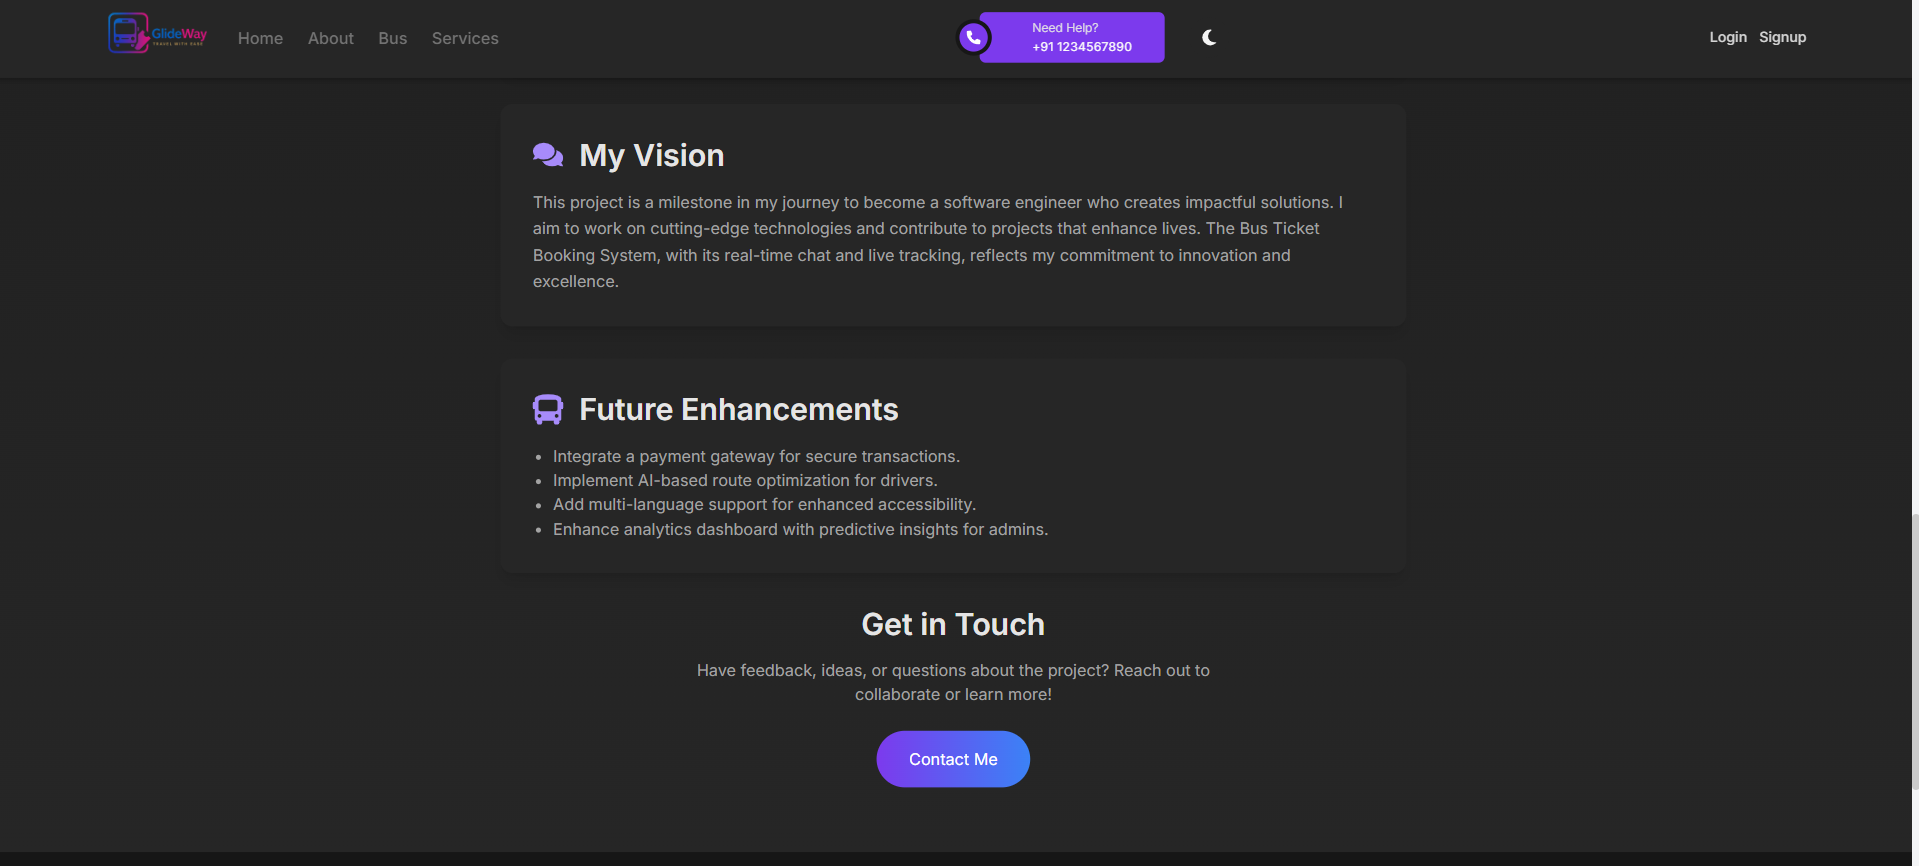 GlideWay
TRAVEL WITH EASE
Home About Bus Services
Need Help?
+91 1234567890
Login Signup
My Vision
This project is a milestone in my journey to become a software engineer who creates impactful solutions. I
aim to work on cutting-edge technologies and contribute to projects that enhance lives. The Bus Ticket
Booking System, with its real-time chat and live tracking, reflects my commitment to innovation and
excellence.
Future Enhancements
• Integrate a payment gateway for secure transactions.
• Implement AI-based route optimization for drivers.
• Add multi-language support for enhanced accessibility.
• Enhance analytics dashboard with predictive insights for admins.
Get in Touch
Have feedback, ideas, or questions about the project? Reach out to
collaborate or learn more!
Contact Me